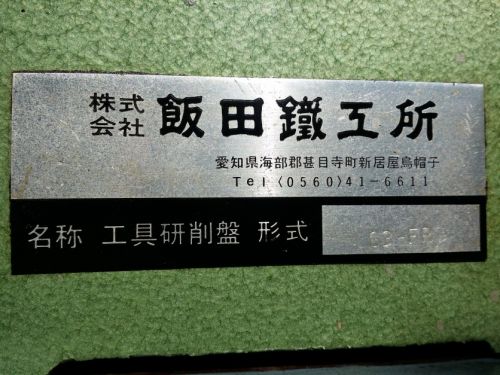 株式会社 飯田鐵工所
愛知県海部郡甚目寺町新居屋鳥帽子
Tel (0560)41-6611
名称 工具研削盤 形式